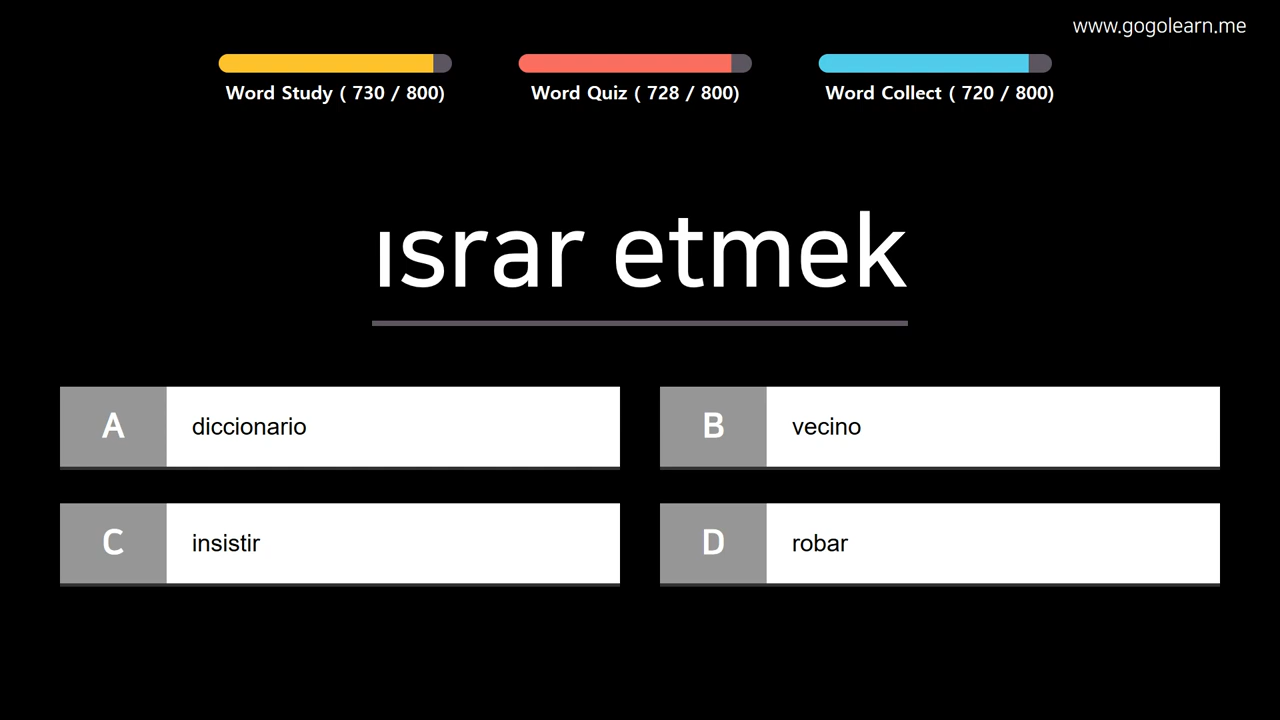 www.gogolearn.me
Word Study ( 730 / 800)
Word Quiz ( 728 / 800)
Word Collect ( 720 / 800)
ısrar etmek
A diccionario
B vecino
C insistir
D robar